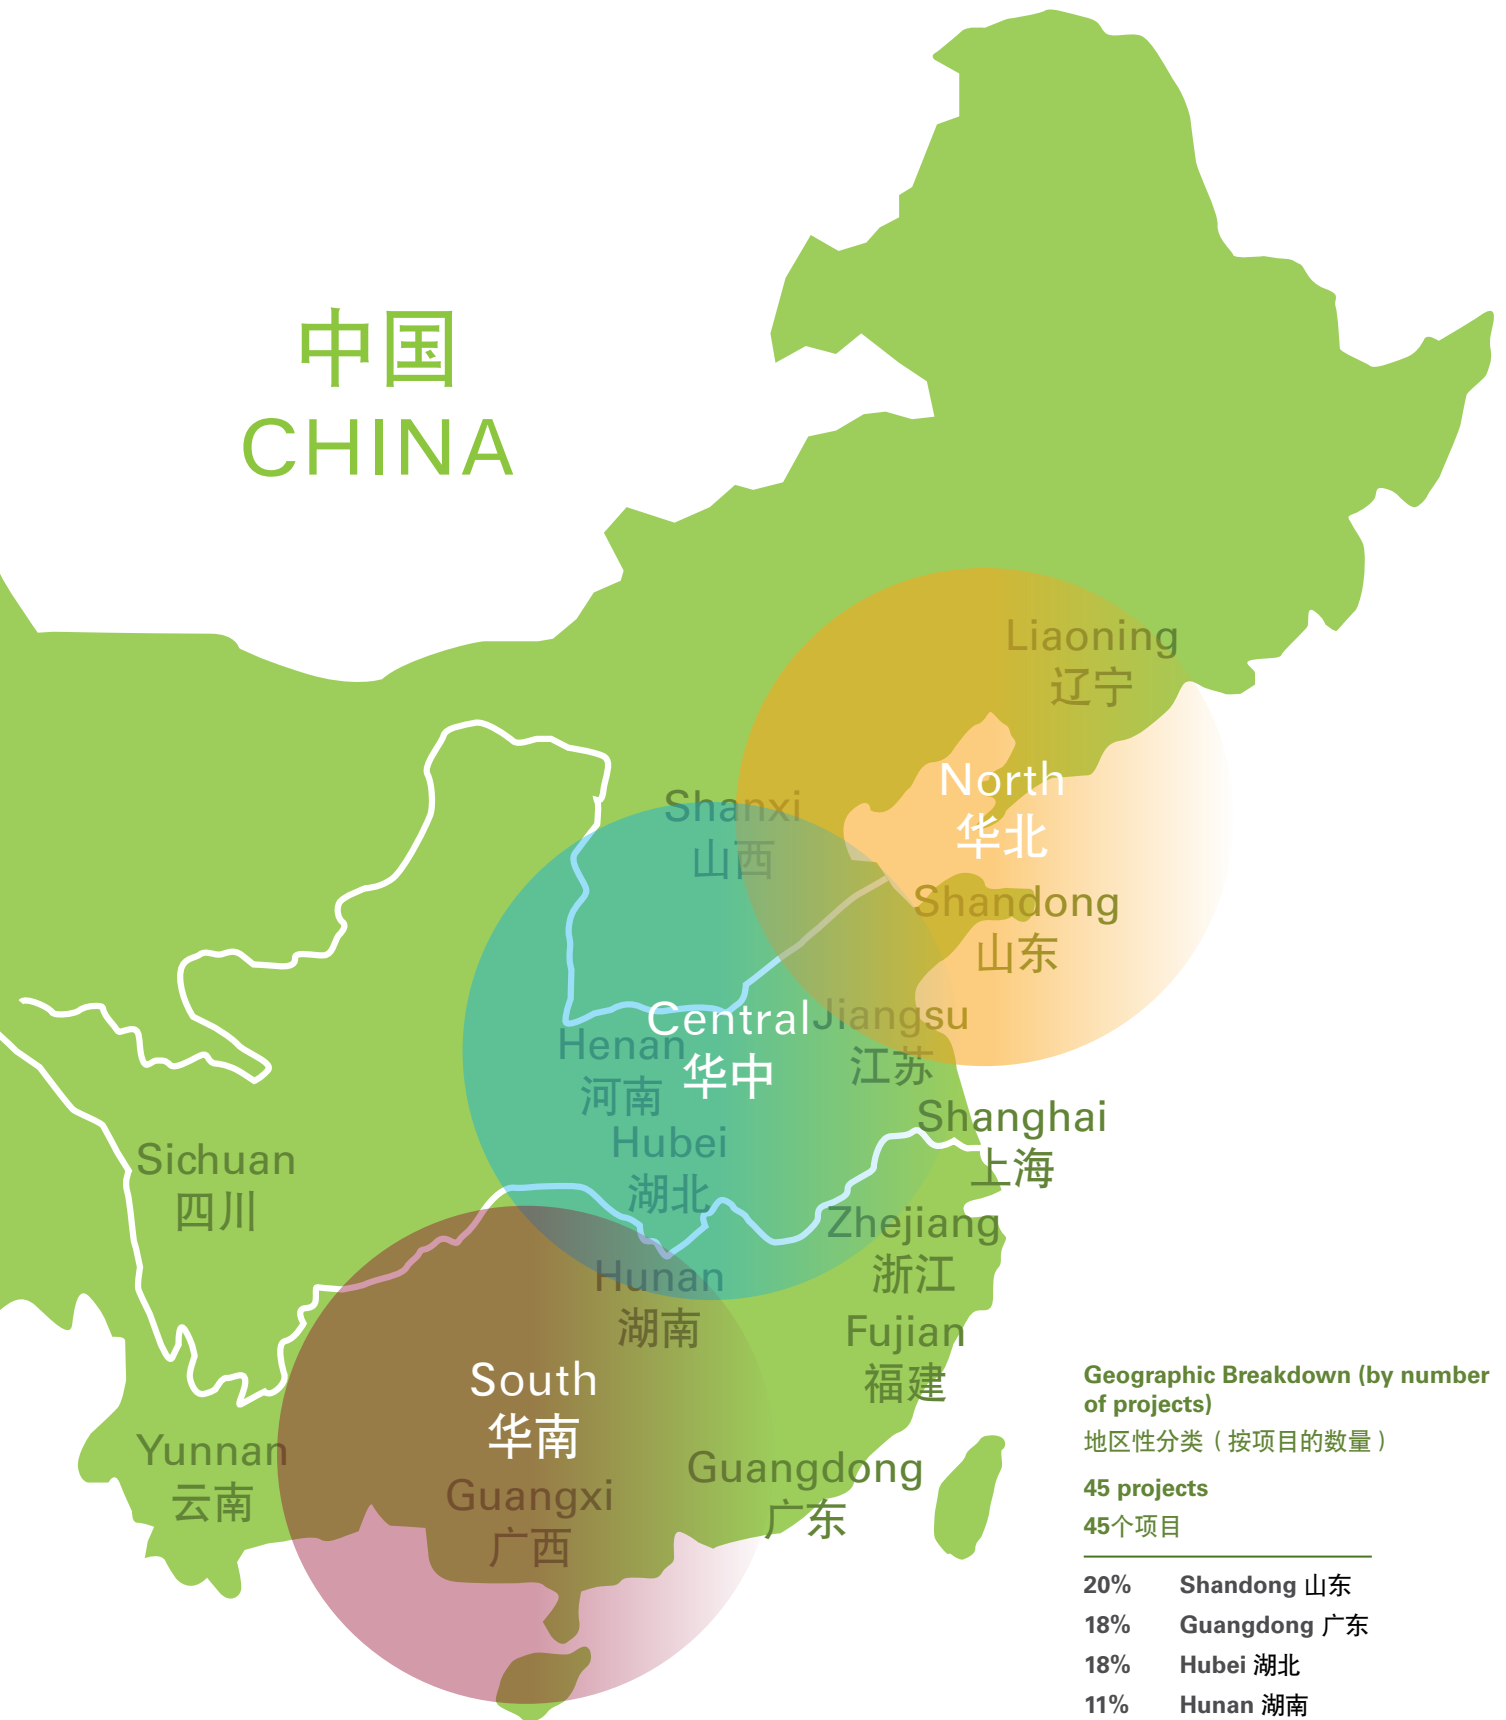 中国
CHINA
Liaoning
辽宁
North
华北
Shanxi
山西
Shandong
山东
Central
华中
Jiangsu
江苏
Henan
河南
Hubei
湖北
Shanghai
上海
Sichuan
四川
Zhejiang
浙江
Hunan
湖南
Fujian
福建
South
华南
Yunnan
云南
Guangxi
广西
Guangdong
广东
Geographic Breakdown (by number
of projects)
地区性分类（按项目的数量）
45 projects
45个项目
20% Shandong 山东
18% Guangdong 广东
18% Hubei 湖北
11% Hunan 湖南